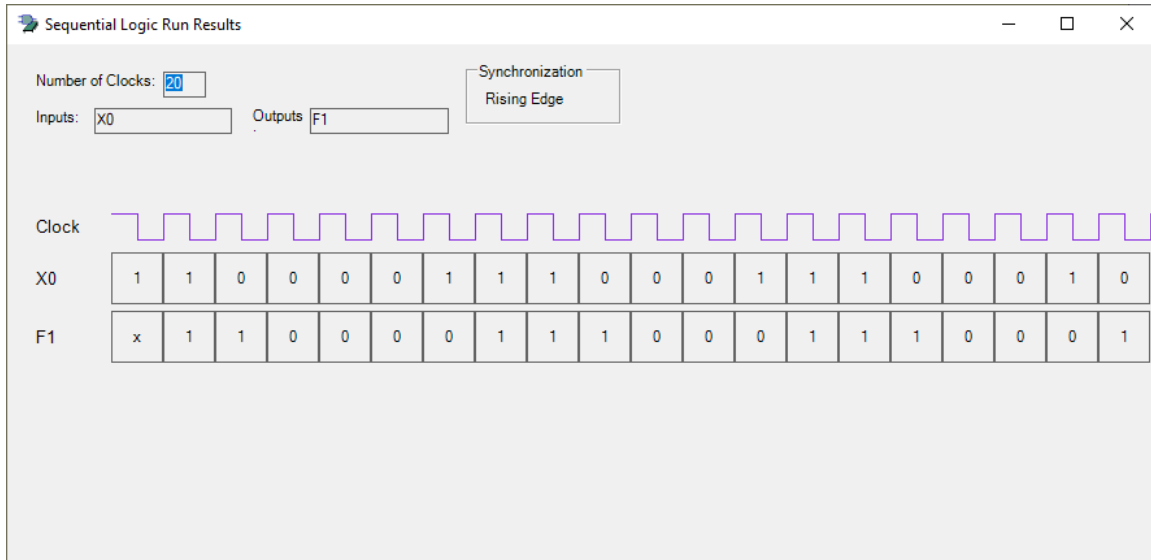 Sequential Logic Run Results
Number of Clocks: 20
Synchronization
Rising Edge
Inputs: X0 Outputs : F1
Clock
X0 1 1 0 0 0 0 1 1 1 0 0 0 1 1 1 0 0 0 1 0
F1 x 1 1 0 0 0 0 1 1 1 0 0 0 1 1 1 0 0 0 1